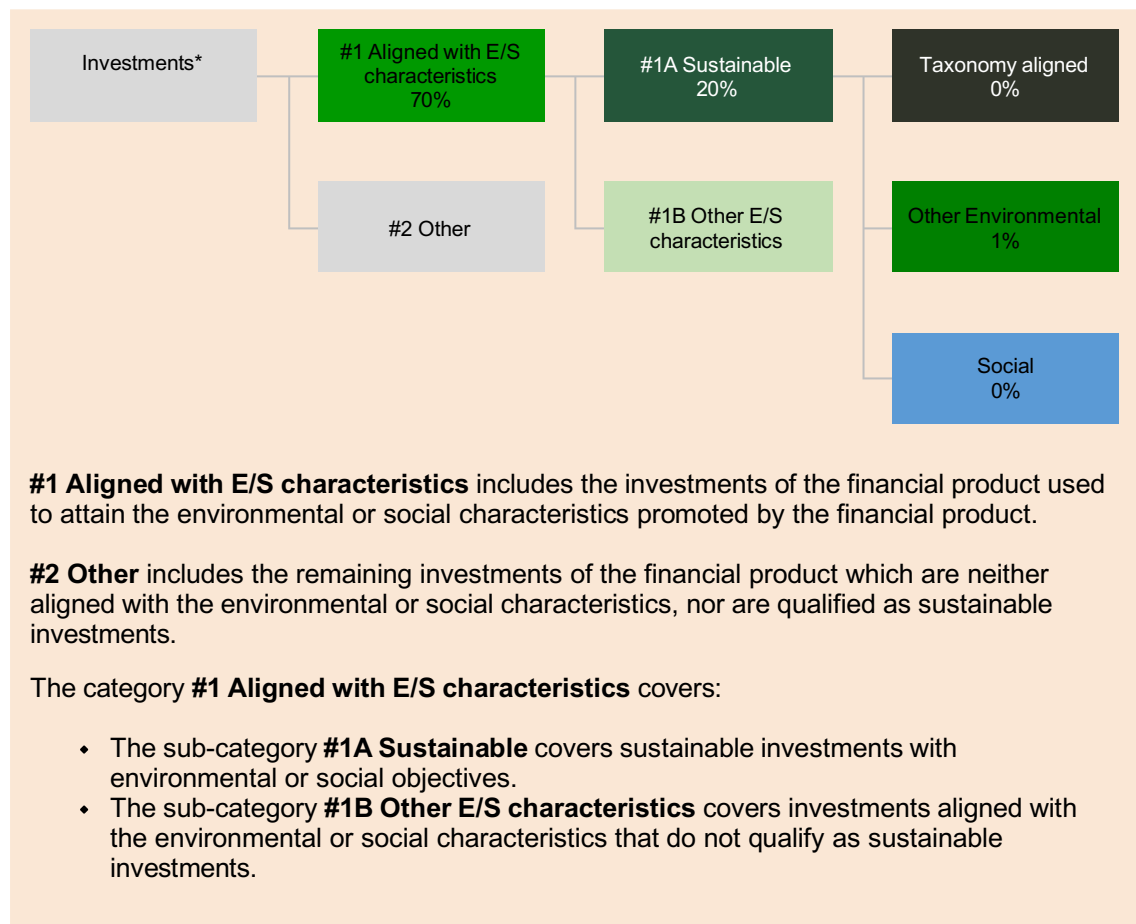 Investments*
#1 Aligned with E/S
characteristics
70%
#1A Sustainable
20%
Taxonomy aligned
0%
#2 Other
#1B Other E/S
characteristics
Other Environmental
1%
Social
0%
#1 Aligned with E/S characteristics includes the investments of the financial product used
to attain the environmental or social characteristics promoted by the financial product.
#2 Other includes the remaining investments of the financial product which are neither
aligned with the environmental or social characteristics, nor are qualified as sustainable
investments.
The category #1 Aligned with E/S characteristics covers:
• The sub-category #1A Sustainable covers sustainable investments with
environmental or social objectives.
• The sub-category #1B Other E/S characteristics covers investments aligned with
the environmental or social characteristics that do not qualify as sustainable
investments.